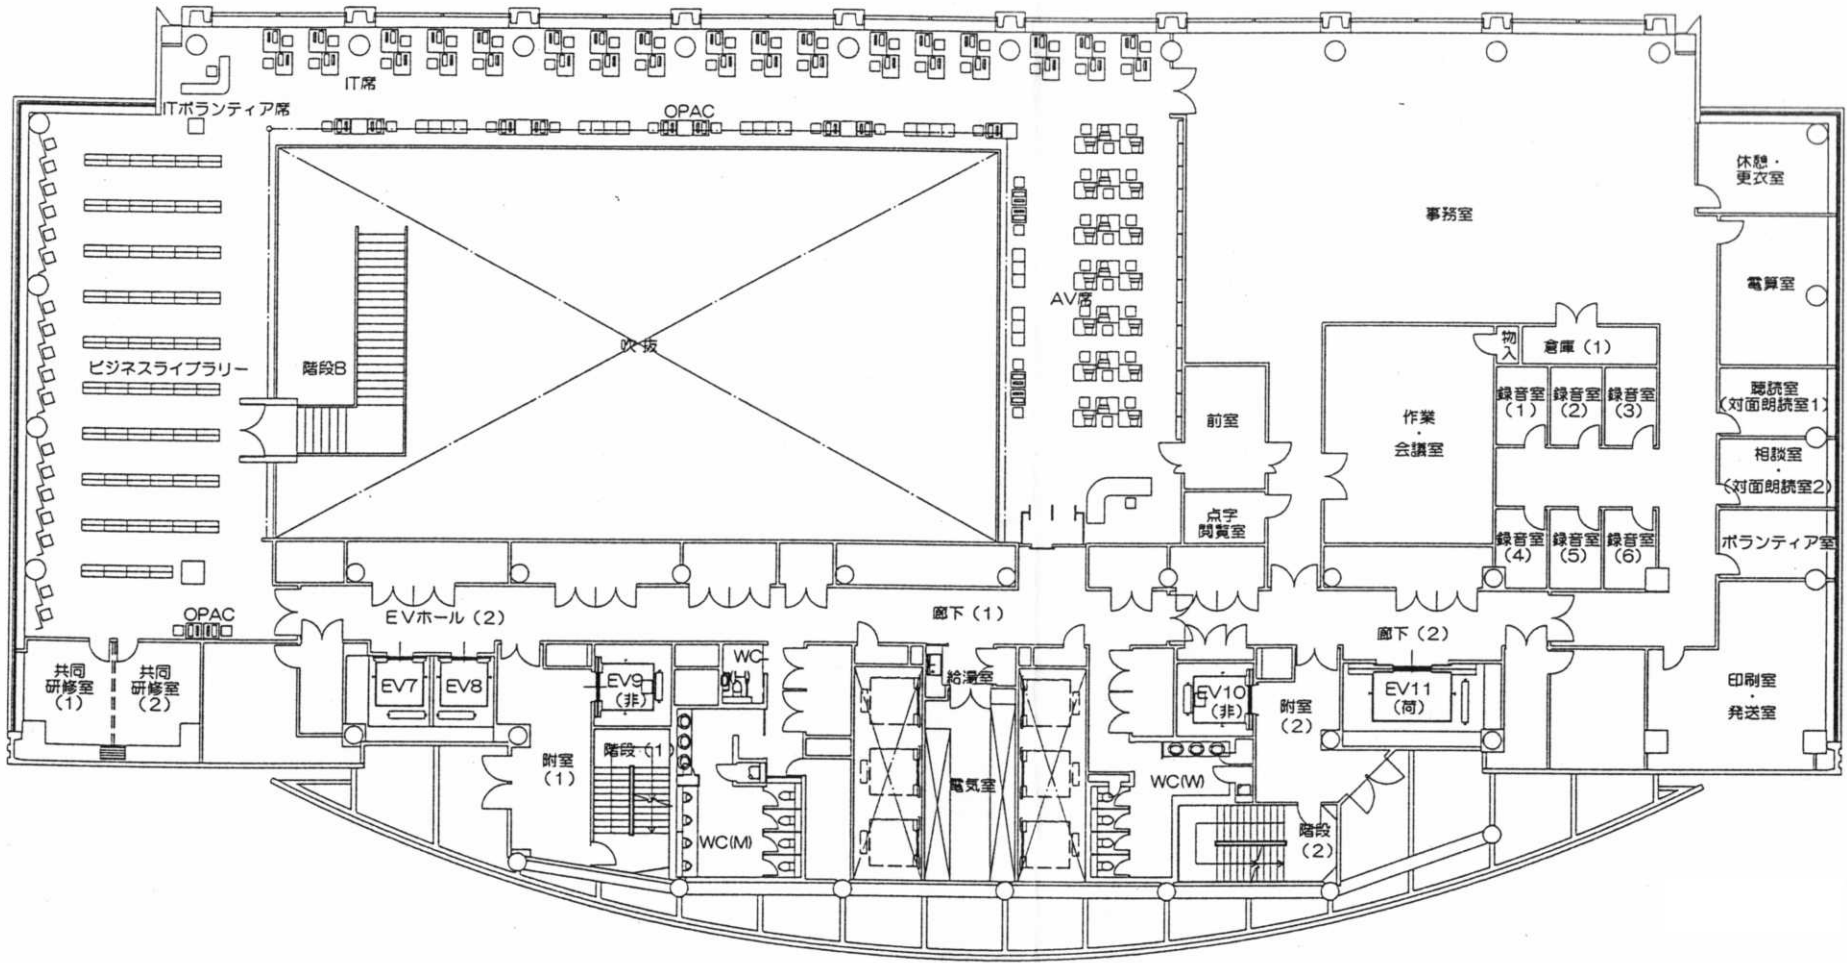 IT席
ITボランティア席
OPAC
休憩・
更衣室
事務室
電算室
AV席
吹抜
階段B
ビジネスライブラリー
物
入
倉庫（1）
録音室
（1）
録音室
（2）
録音室
（3）
聴読室
（対面朗読室1）
前室
作業
・
会議室
相談室
・
（対面朗読室2）
点字
閲覧室
録音室
（4）
録音室
（5）
録音室
（6）
ボランティア室
OPAC
EVホール（2）
廊下（1）
廊下（2）
共同
研修室
（1）
共同
研修室
（2）
EV7
EV8
EV9
（非）
WC
給湯室
EV10
（非）
附室
（2）
EV11
（荷）
印刷室
・
発送室
附室
（1）
階段（1）
電気室
WC(W)
WC(M)
階段
（2）